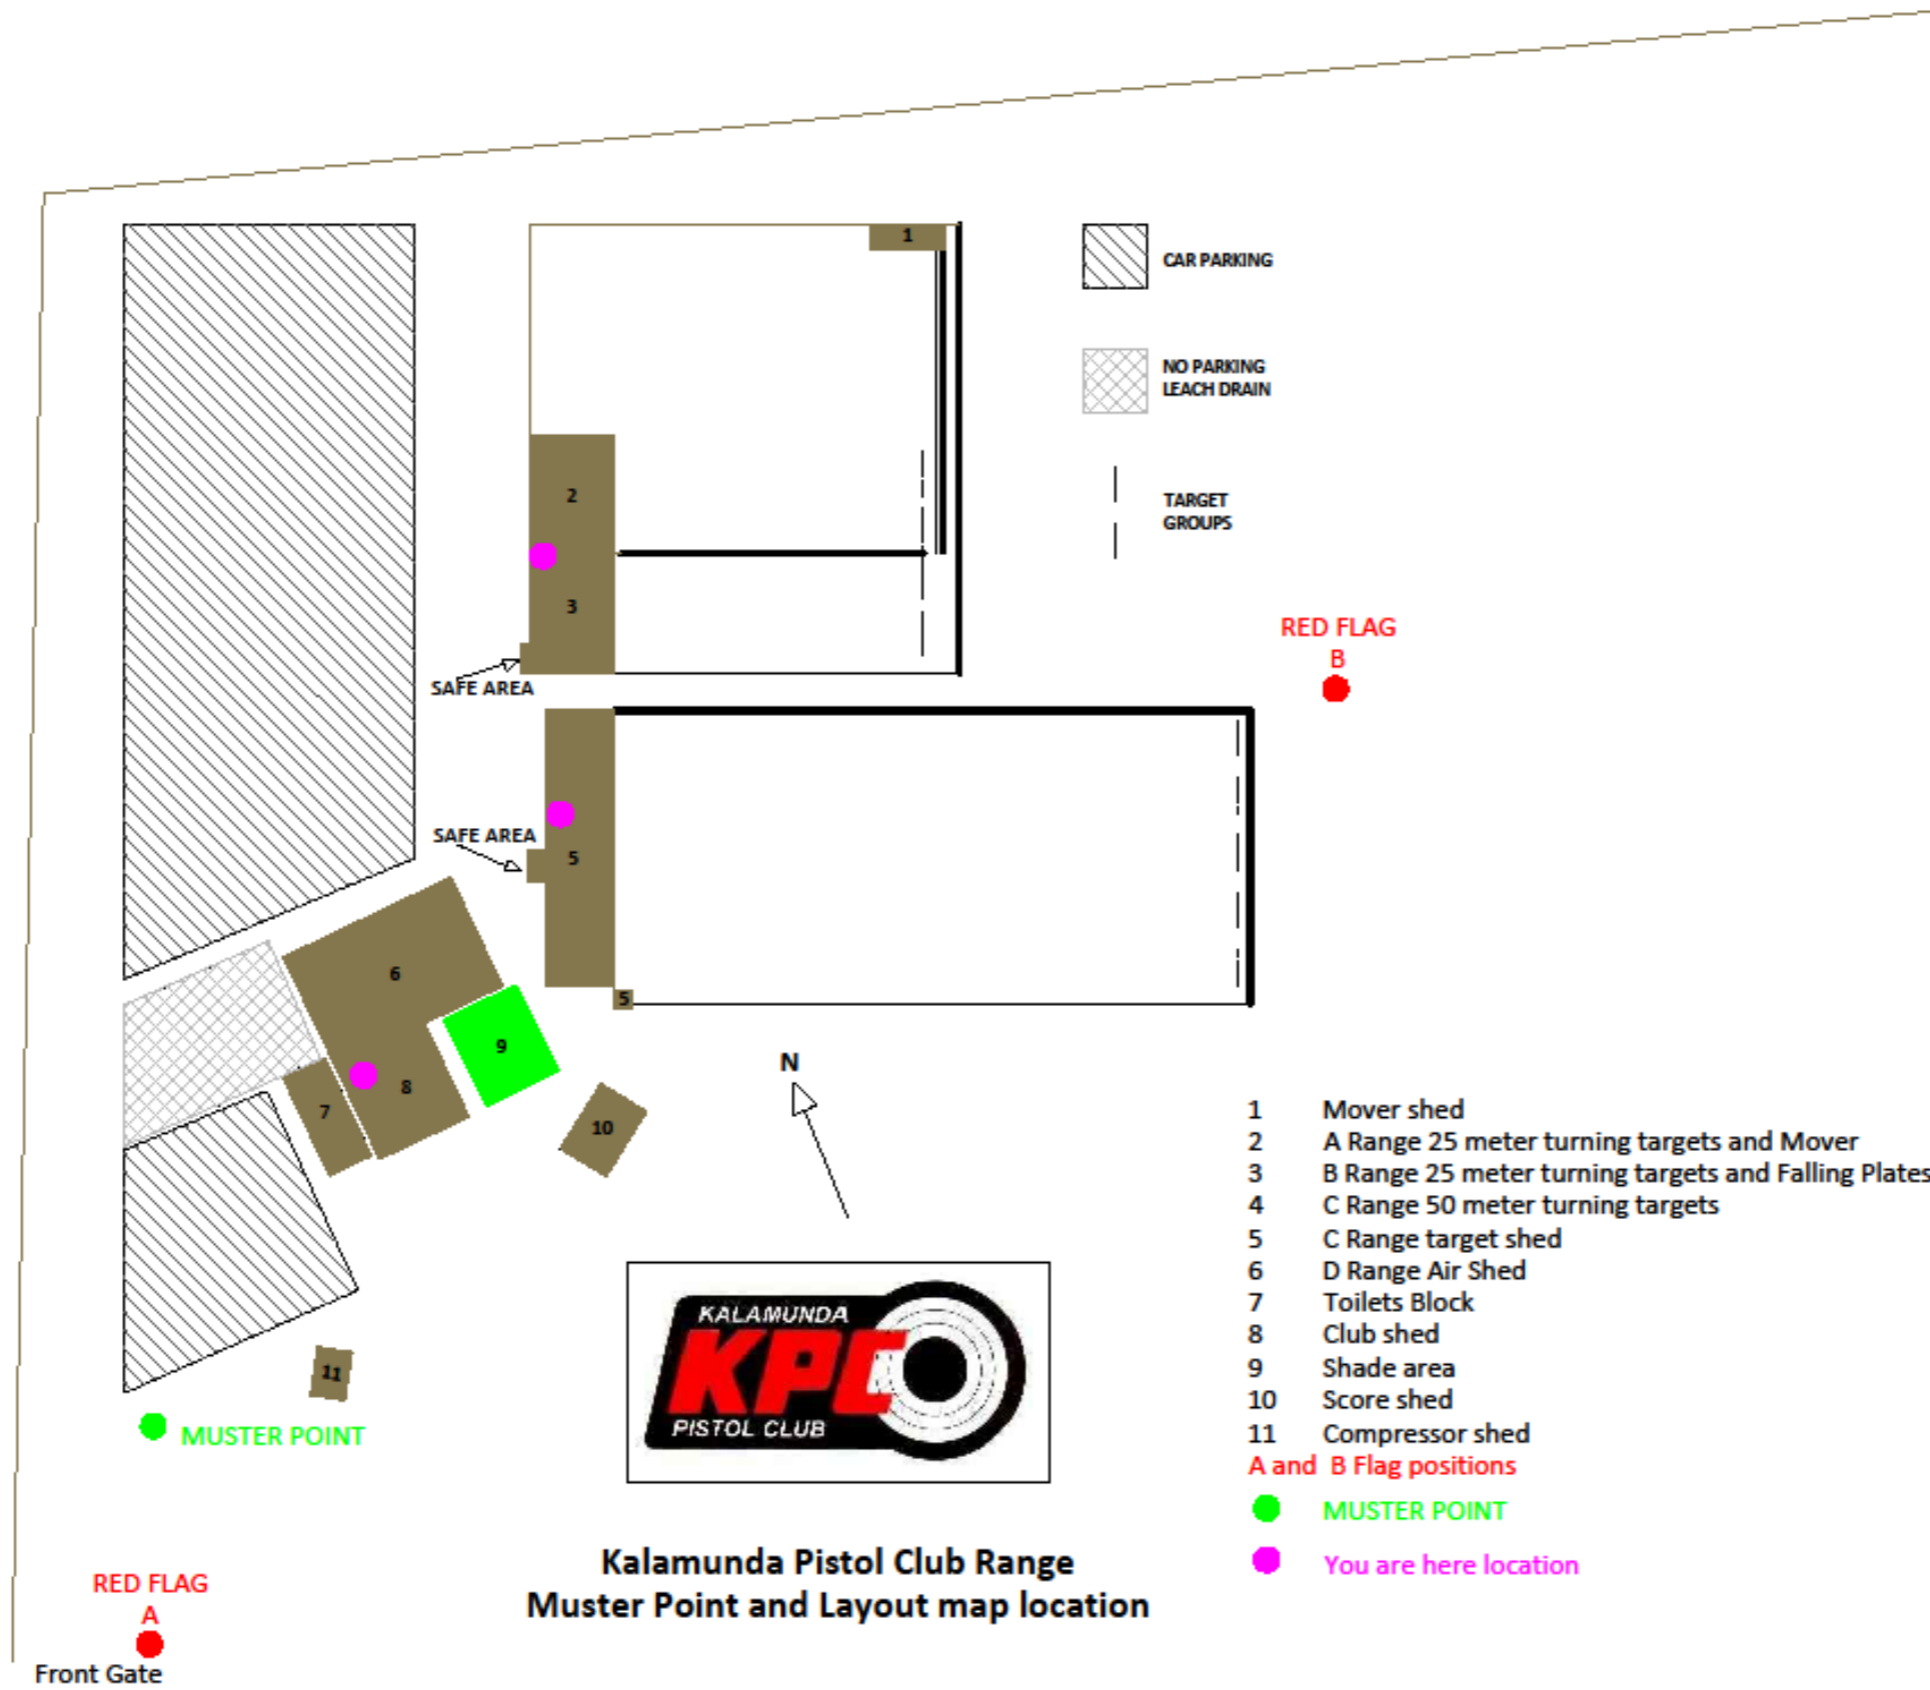 1
CAR PARKING
NO PARKING
LEACH DRAIN
2
TARGET
GROUPS
3
RED FLAG
B
SAFE AREA
SAFE AREA
5
6
5
9
N
8
7
10
1 Mover shed
2 A Range 25 meter turning targets and Mover
3 B Range 25 meter turning targets and Falling Plates
4 C Range 50 meter turning targets
5 C Range target shed
6 D Range Air Shed
7 Toilets Block
8 Club shed
9 Shade area
10 Score shed
11 Compressor shed
A and B Flag positions
MUSTER POINT
You are here location
KALAMUNDA
KPC
PISTOL CLUB
11
MUSTER POINT
Kalamunda Pistol Club Range
Muster Point and Layout map location
RED FLAG
A
Front Gate